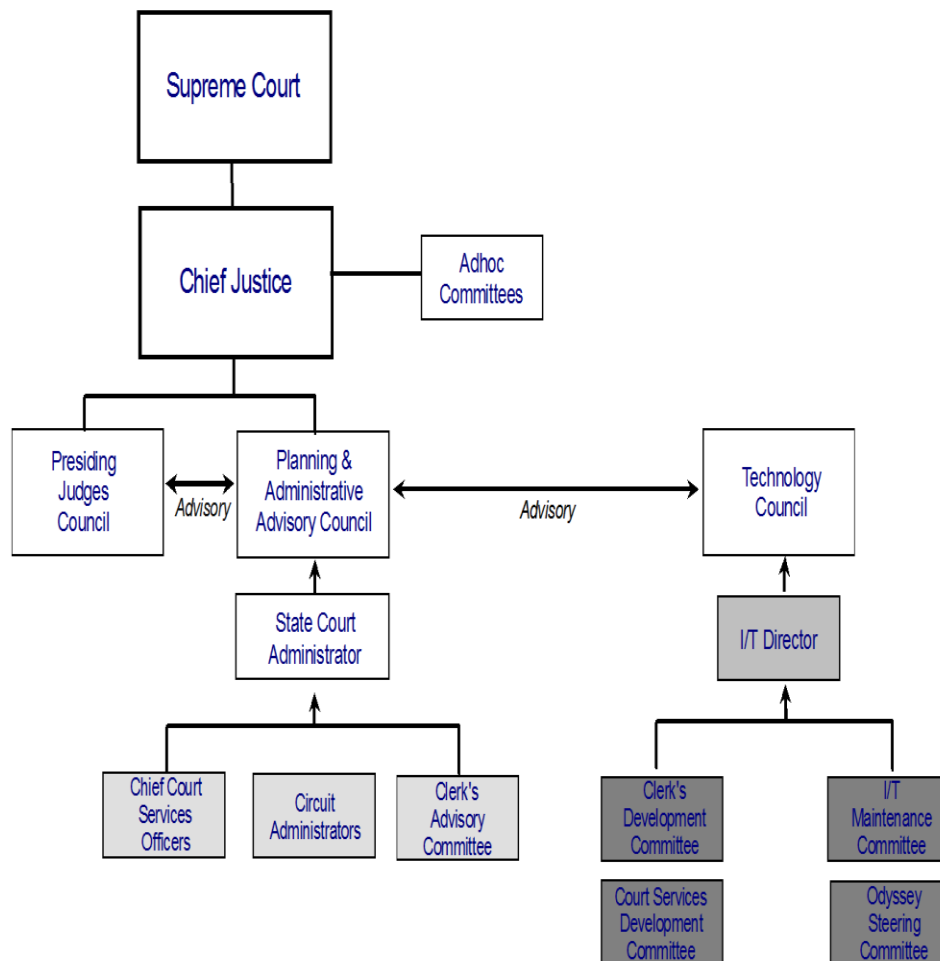 Supreme Court
Chief Justice
Adhoc
Committees
Presiding
Judges
Council
Advisory
Planning &
Administrative
Advisory Council
Advisory
Technology
Council
State Court
Administrator
I/T Director
Chief Court
Services
Officers
Circuit
Administrators
Clerk's
Advisory
Committee
Clerk's
Development
Committee
I/T
Maintenance
Committee
Court Services
Development
Committee
Odyssey
Steering
Committee